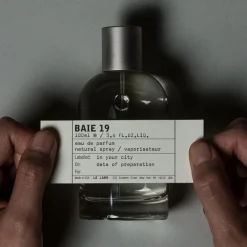 BAIE 19
100ml ℮ / 3,4 fl,oz,liq,
eau de parfum
natural spray / vaporisateur
in your city
date of preparation
For
LE LABO